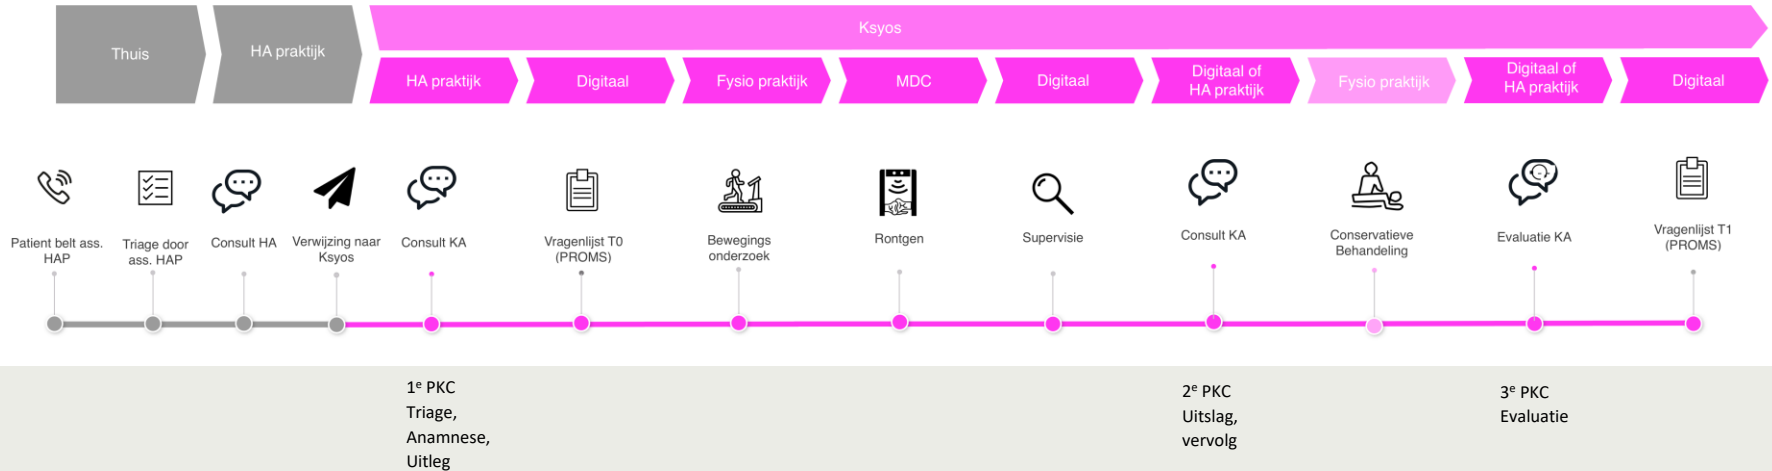 Ksyos
Thuis
HA praktijk
HA praktijk
Digitaal
Fysio praktijk
MDC
Digitaal
Digitaal of
HA praktijk
Fysio praktijk
Digitaal of
HA praktijk
Digitaal
Patient belt ass.
HAP
Triage door
ass. HAP
Consult HA
Verwijzing naar
Ksyos
Consult KA
Vragenlijst T0
(PROMS)
Bewegings
onderzoek
Rontgen
Supervisie
Consult KA
Conservatieve
Behandeling
Evaluatie KA
Vragenlijst T1
(PROMS)
1e PKC
Triage,
Anamnese,
Uitleg
2e PKC
Uitslag,
vervolg
3e PKC
Evaluatie